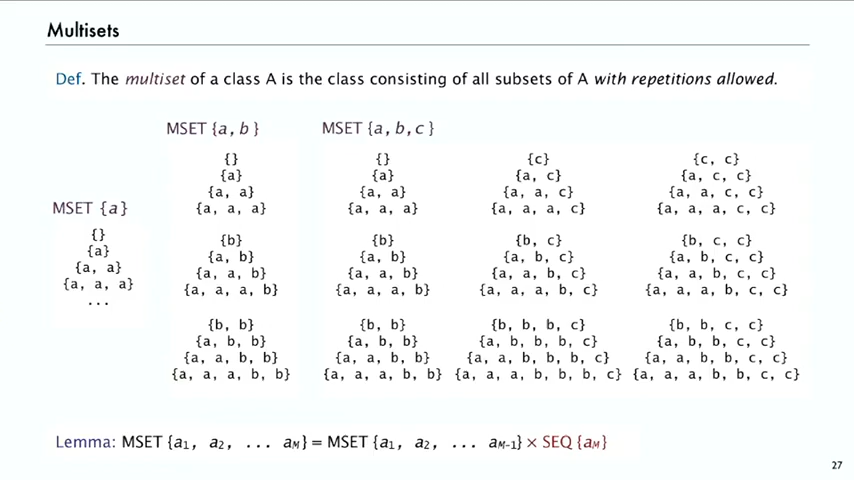 Multisets
Def. The multiset of a class A is the class consisting of all subsets of A with repetitions allowed.
MSET {a}
{}
{a}
{a, a}
{a, a, a}
...
MSET {a, b }
{}
{a}
{a, a}
{a, a, a}
{b}
{a, b}
{a, a, b}
{a, a, a, b}
{b, b}
{a, b, b}
{a, a, b, b}
{a, a, a, b, b}
MSET {a, b, c }
{}
{a}
{a, a}
{a, a, a}
{b}
{a, b}
{a, a, b}
{a, a, a, b}
{b, b}
{a, b, b}
{a, a, b, b}
{a, a, a, b, b}
{c}
{a, c}
{a, a, c}
{a, a, a, c}
{b, c}
{a, b, c}
{a, a, b, c}
{a, a, a, b, c}
{b, b, b, c}
{a, b, b, b, c}
{a, a, b, b, b, c}
{a, a, a, b, b, b, c}
{c, c}
{a, c, c}
{a, a, c, c}
{a, a, a, c, c}
{b, c, c}
{a, b, c, c}
{a, a, b, c, c}
{a, a, a, b, c, c}
{b, b, c, c}
{a, b, b, c, c}
{a, a, b, b, c, c}
{a, a, a, b, b, c, c}
Lemma: MSET {a1, a2, ... aM} = MSET {a1, a2, ... aM-1} × SEQ {aM}
27